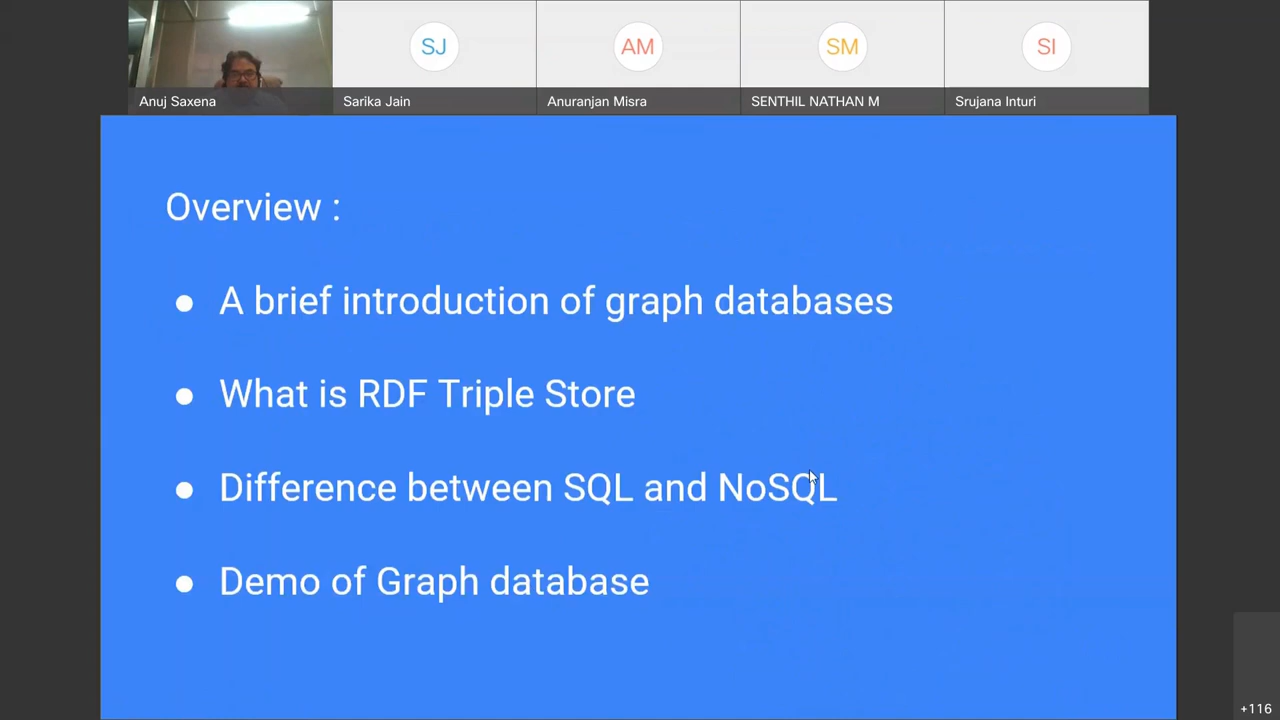 SJ
AM
SM
SI
Anuj Saxena
Sarika Jain
Anuranjan Misra
SENTHIL NATHAN M
Srujana Inturi
Overview :
● A brief introduction of graph databases
● What is RDF Triple Store
● Difference between SQL and NoSQL
● Demo of Graph database
+116